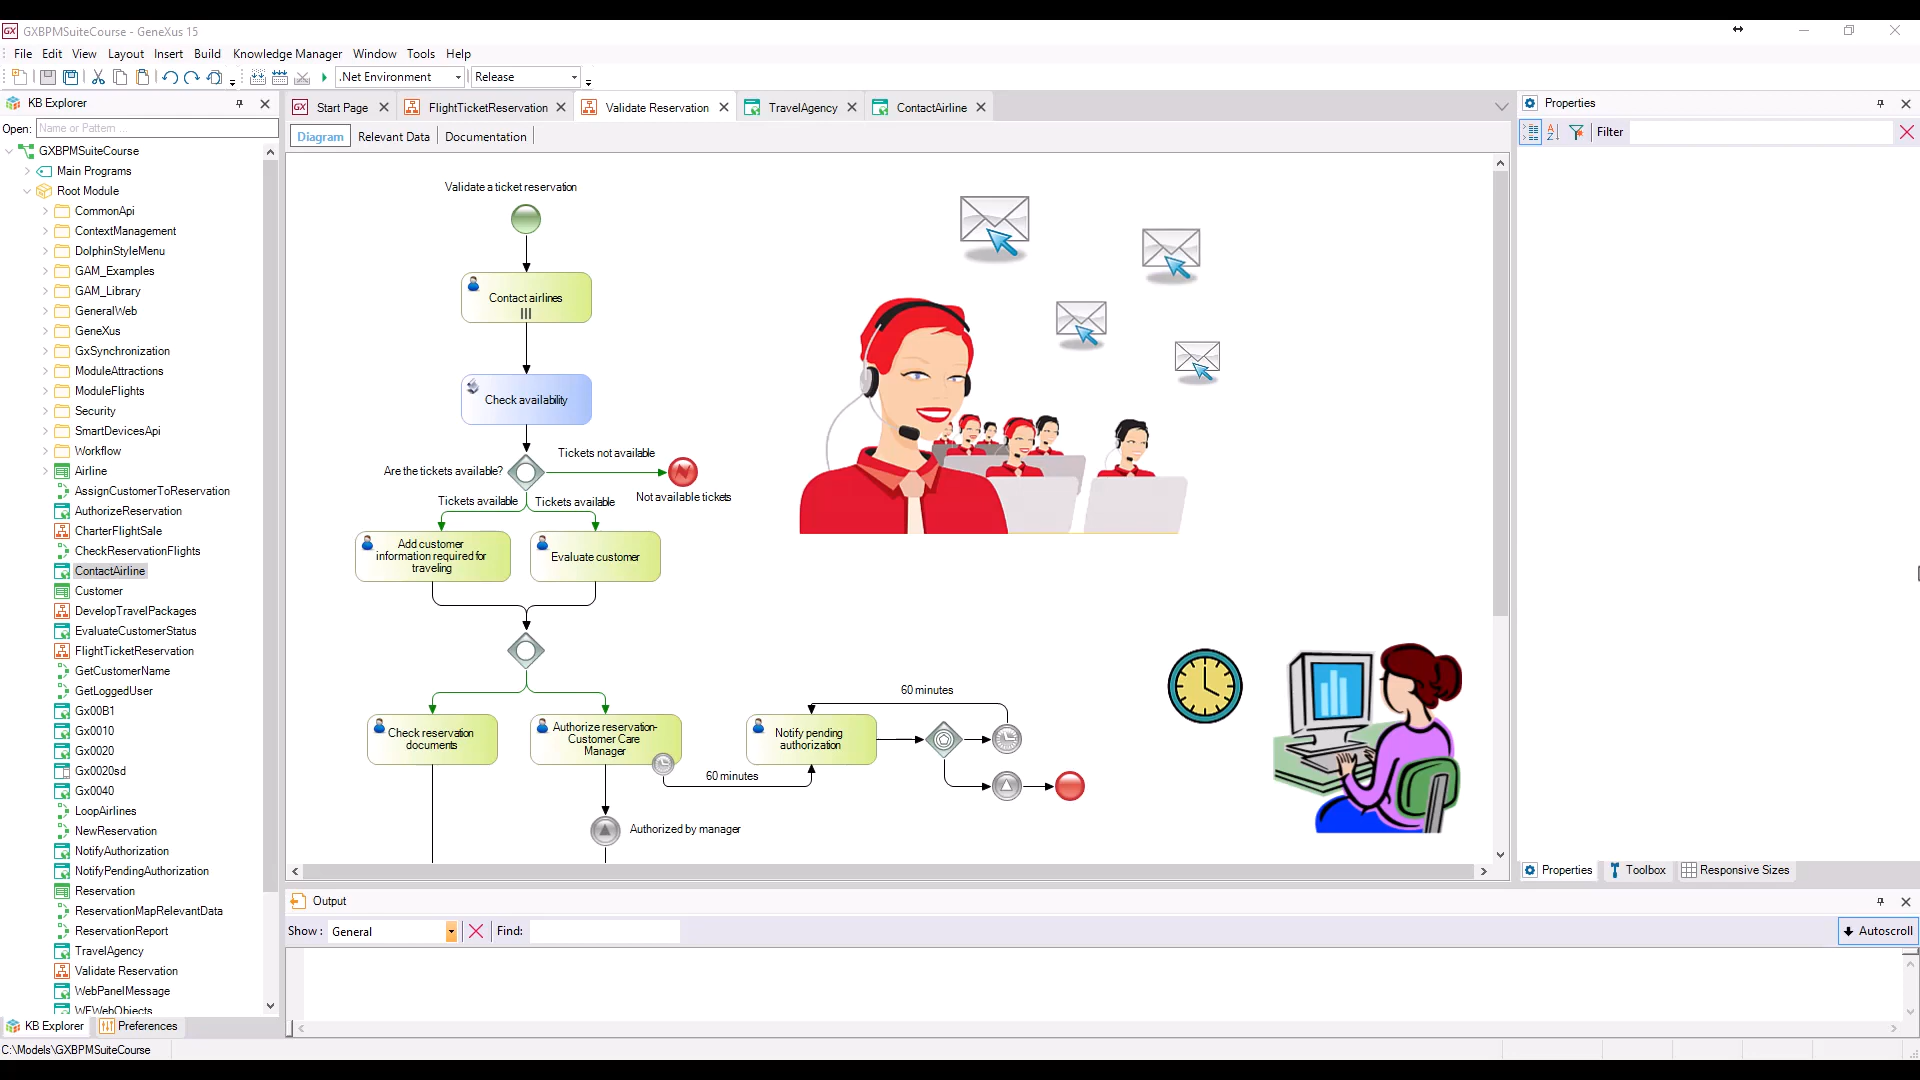 GXBPMSuiteCourse - GeneXus 15
File Edit View Layout Insert Build Knowledge Manager Window Tools Help
.Net Environment Release
KB Explorer
Open: Name or Pattern ...
GXBPMSuiteCourse
Main Programs
Root Module
CommonApi
ContextManagement
DolphinStyleMenu
GAM_Examples
GAM_Library
GeneralWeb
GeneXus
GxSynchronization
ModuleAttractions
ModuleFlights
Security
SmartDevicesApi
Workflow
Airline
AssignCustomerToReservation
AuthorizeReservation
CharterFlightSale
CheckReservationFlights
ContactAirline
Customer
DevelopTravelPackages
EvaluateCustomerStatus
FlightTicketReservation
GetCustomerName
GetLoggedUser
Gx00B1
Gx0010
Gx0020
Gx0020sd
Gx0040
LoopAirlines
NewReservation
NotifyAuthorization
NotifyPendingAuthorization
Reservation
ReservationMapRelevantData
ReservationReport
TravelAgency
Validate Reservation
WebPanelMessage
WFWebObjects
KB Explorer Preferences
C:\Models\GXBPMSuiteCourse
Start Page FlightTicketReservation Validate Reservation TravelAgency ContactAirline
Diagram Relevant Data Documentation
Validate a ticket reservation
Contact airlines
Check availability
Are the tickets available?
Tickets not available
Not available tickets
Tickets available Tickets available
Add customer
information required for
traveling
Evaluate customer
Check reservation
documents
Authorize reservation-
Customer Care
Manager
60 minutes
Notify pending
authorization
60 minutes
Authorized by manager
Output
Show : General Find:
Autoscroll
Properties
Filter
Properties Toolbox Responsive Sizes